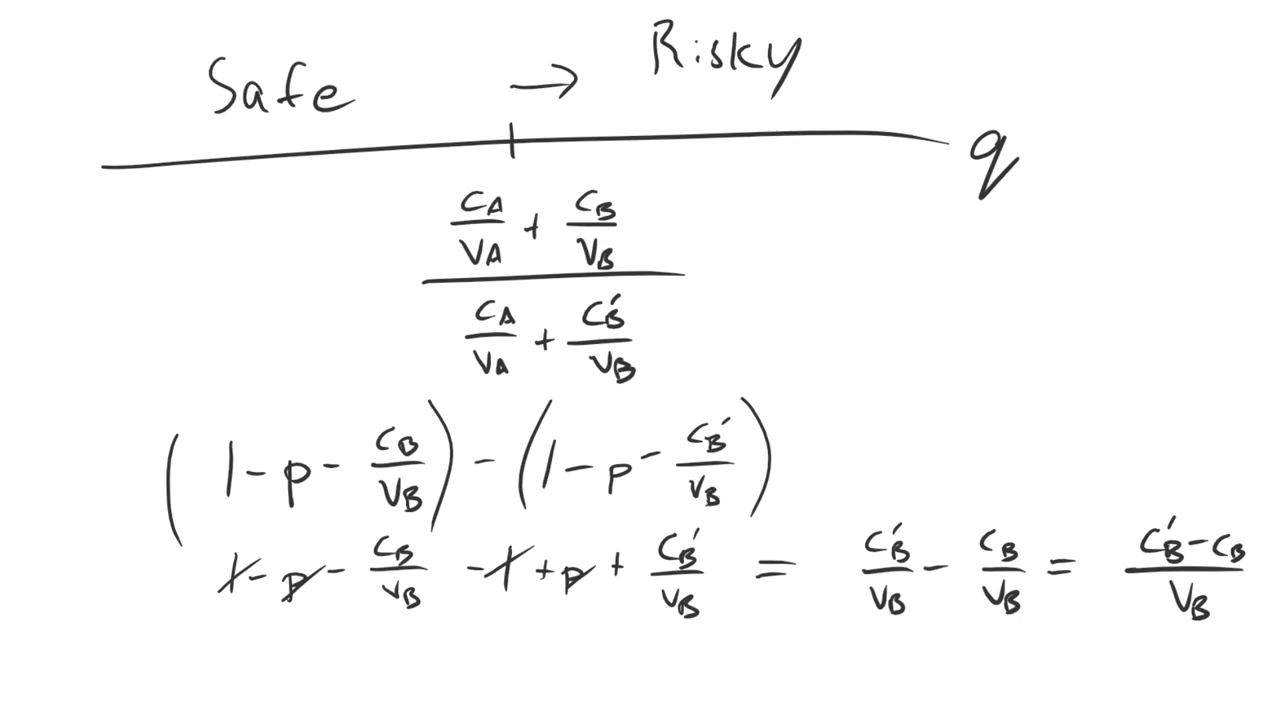 Safe → Risky
q
C_A/V_A + C_B/V_B
C_A/V_A + C_B'/V_B
(1 - p - C_B/V_B) - (1 - p - C_B'/V_B)
1 - p - C_B/V_B - 1 + p + C_B'/V_B = C_B'/V_B - C_B/V_B = C_B' - C_B/V_B